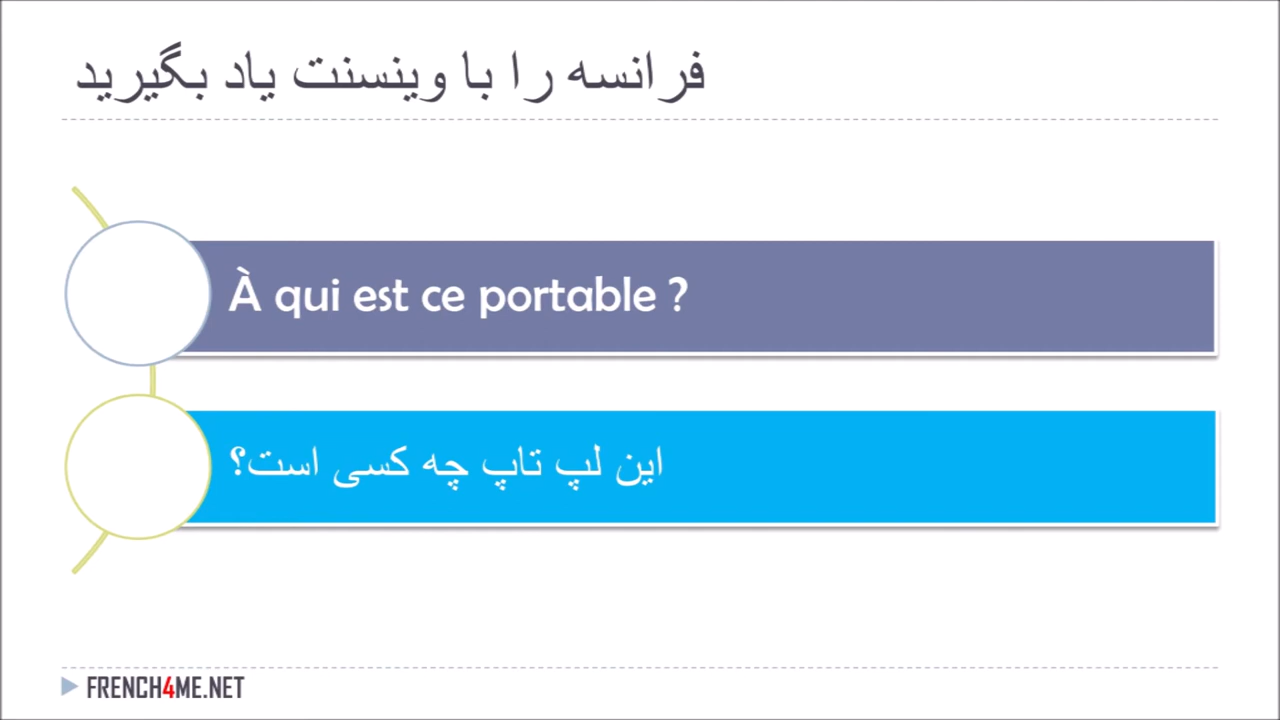 فرانسه را با وینسنت یاد بگیرید
À qui est ce portable ?
این لپ تاپ چه کسی است؟
FRENCH4ME.NET